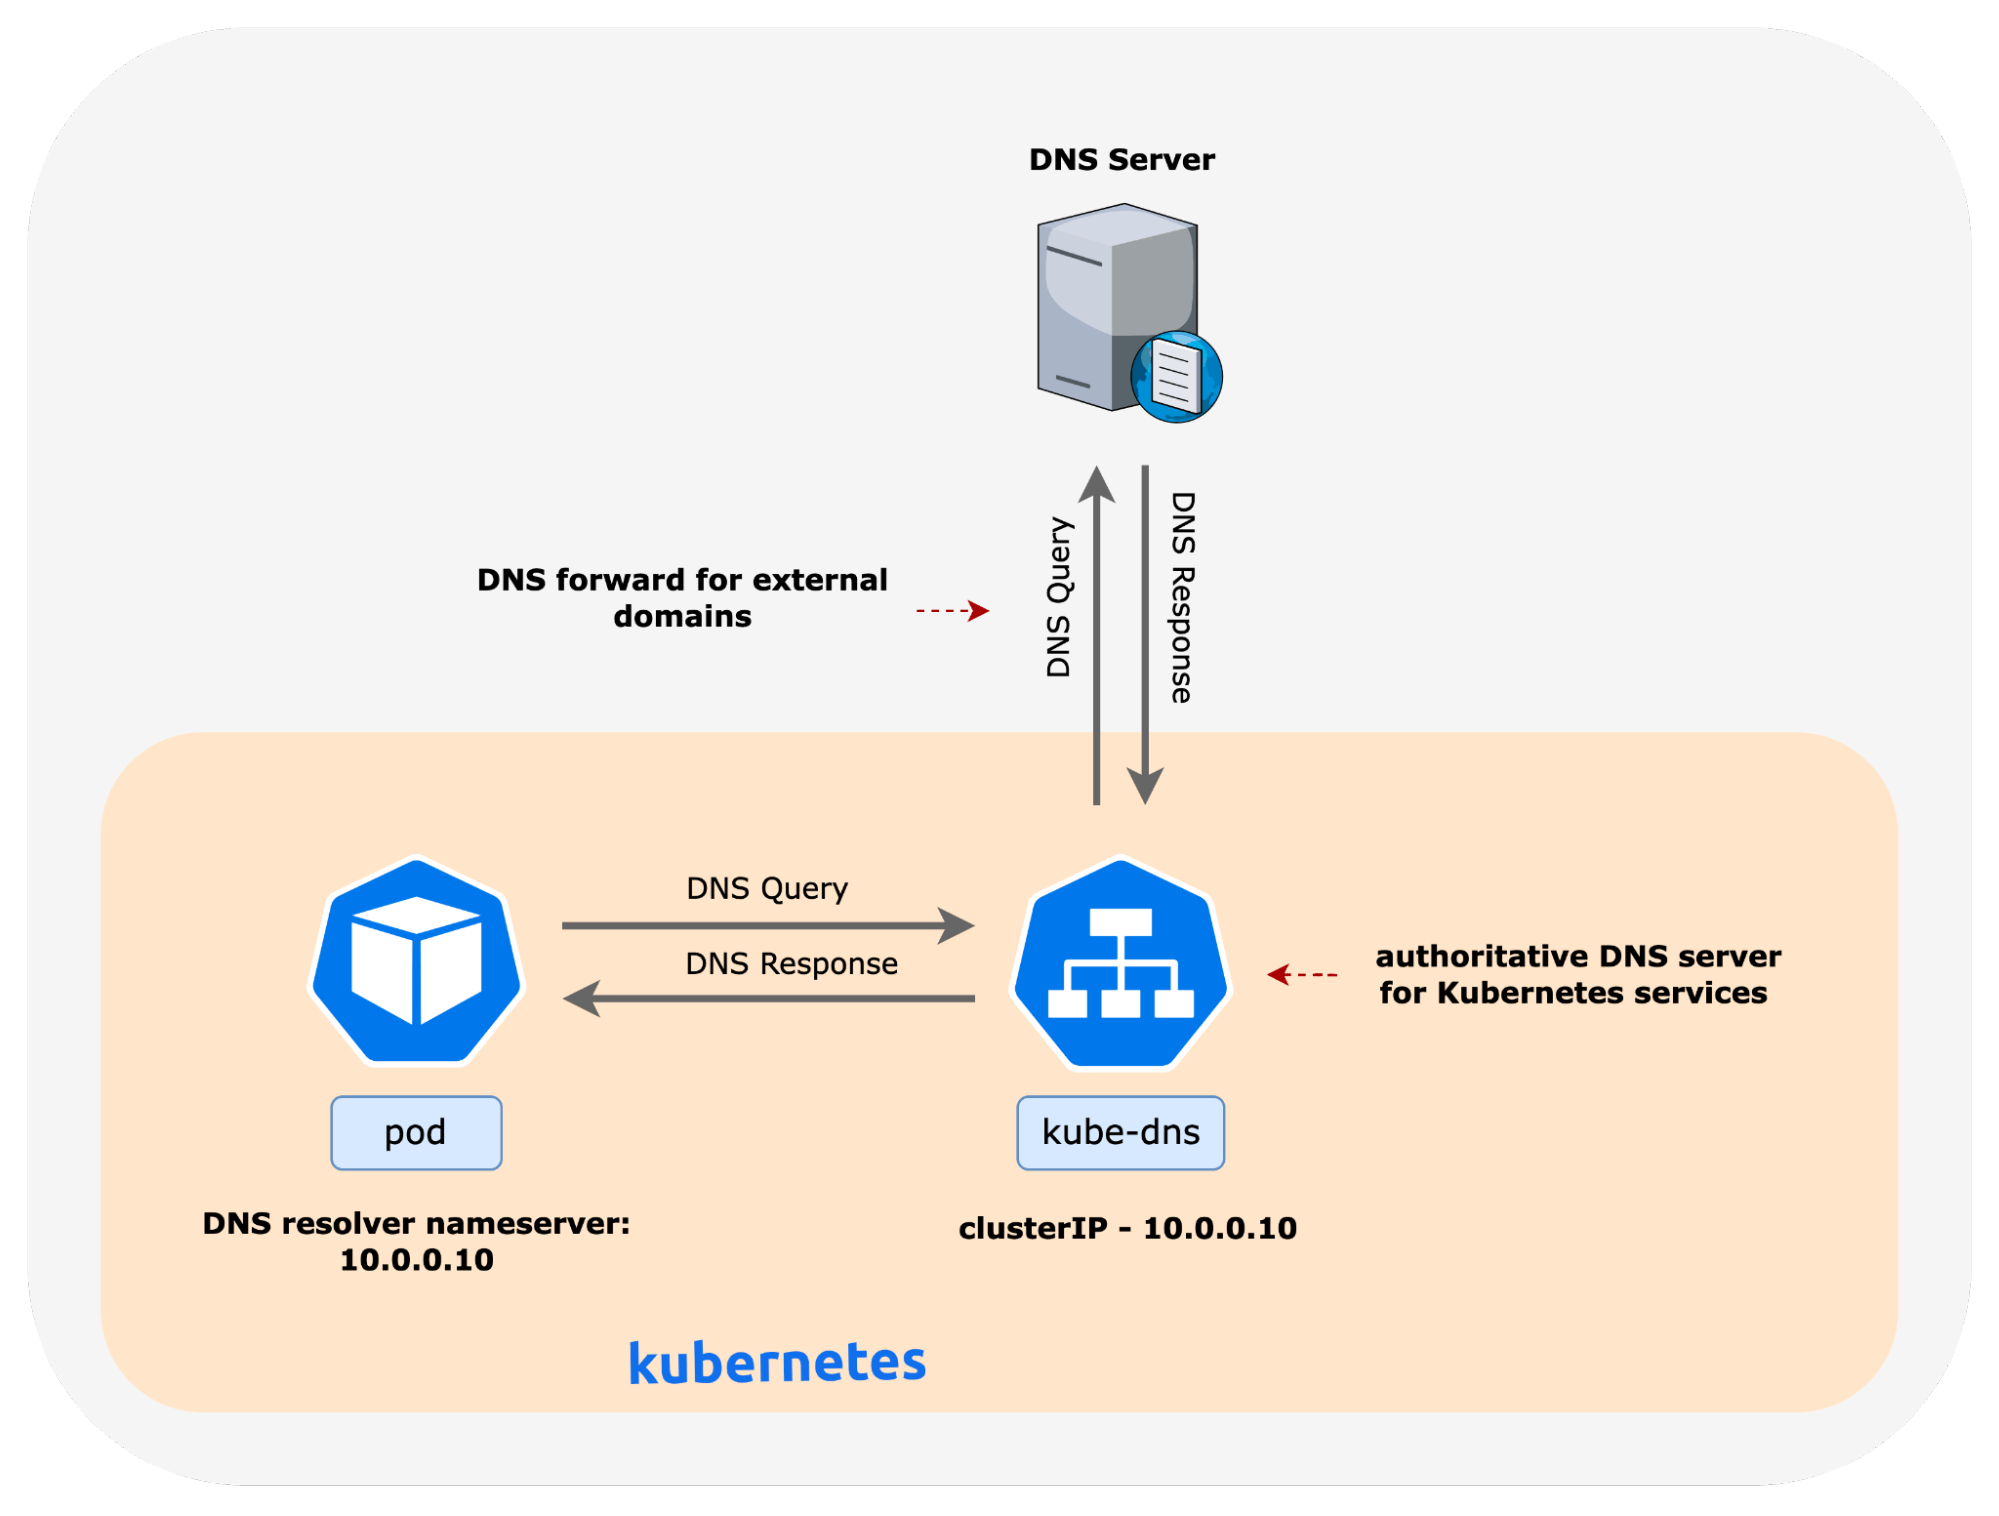 DNS Server
DNS Query
DNS Response
DNS forward for external
domains
DNS Query
DNS Response
authoritative DNS server
for Kubernetes services
pod
kube-dns
DNS resolver nameserver:
10.0.0.10
clusterIP - 10.0.0.10
kubernetes